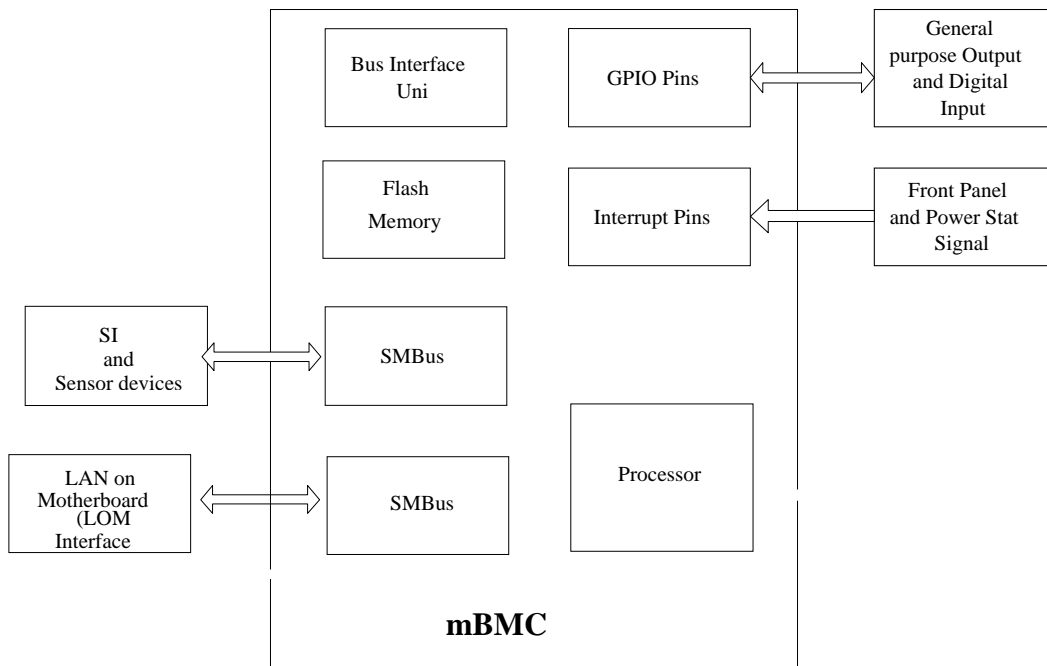 Bus Interface
Uni
GPIO Pins
General
purpose Output
and Digital
Input
Flash
Memory
Interrupt Pins
Front Panel
and Power Stat
Signal
SI
and
Sensor devices
SMBus
LAN on
Motherboard
(LOM
Interface
SMBus
Processor
mBMC